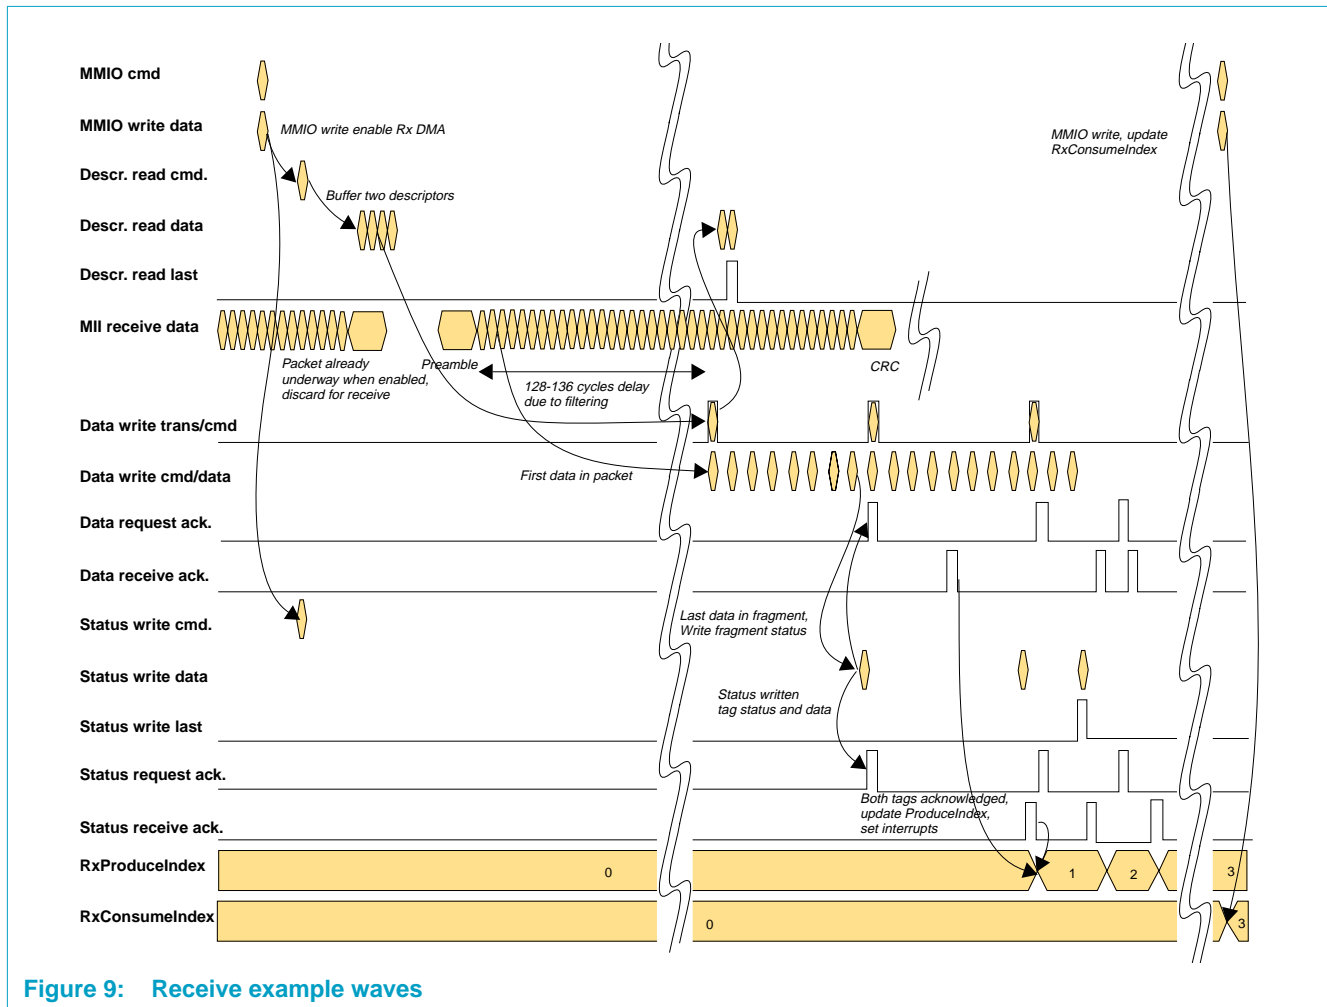 MMIO cmd
MMIO write data
MMIO write enable Rx DMA
MMIO write, update
RxConsumeIndex
Descr. read cmd.
Buffer two descriptors
Descr. read data
Descr. read last
MII receive data
Packet already
underway when enabled,
discard for receive
Preamble
128-136 cycles delay
due to filtering
CRC
Data write trans/cmd
Data write cmd/data
First data in packet
Data request ack.
Data receive ack.
Status write cmd.
Last data in fragment,
Write fragment status
Status write data
Status written
tag status and data
Status write last
Status request ack.
Both tags acknowledged,
update ProduceIndex,
set interrupts
Status receive ack.
RxProduceIndex
0
1
2
3
RxConsumeIndex
0
3
Figure 9: Receive example waves